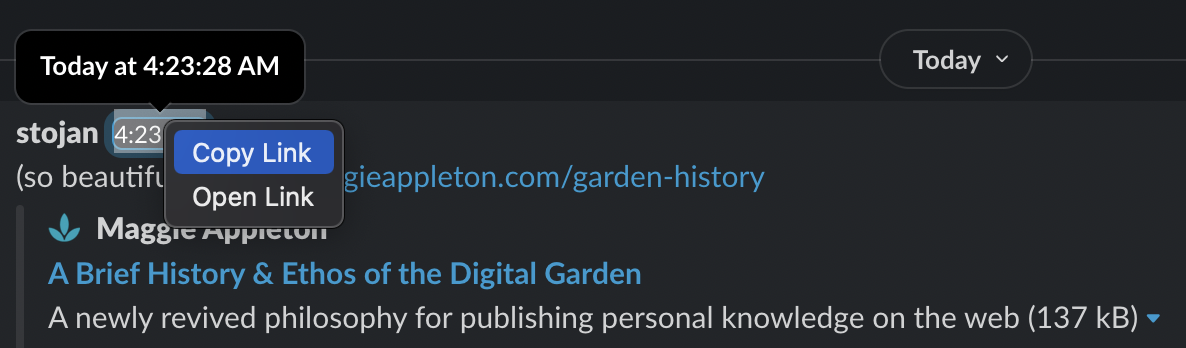 Today at 4:23:28 AM
Today
stojan 4:23
Copy Link
(so beautifu gieappleton.com/garden-history
Open Link
Maggie Appleton
A Brief History & Ethos of the Digital Garden
A newly revived philosophy for publishing personal knowledge on the web (137 kB)